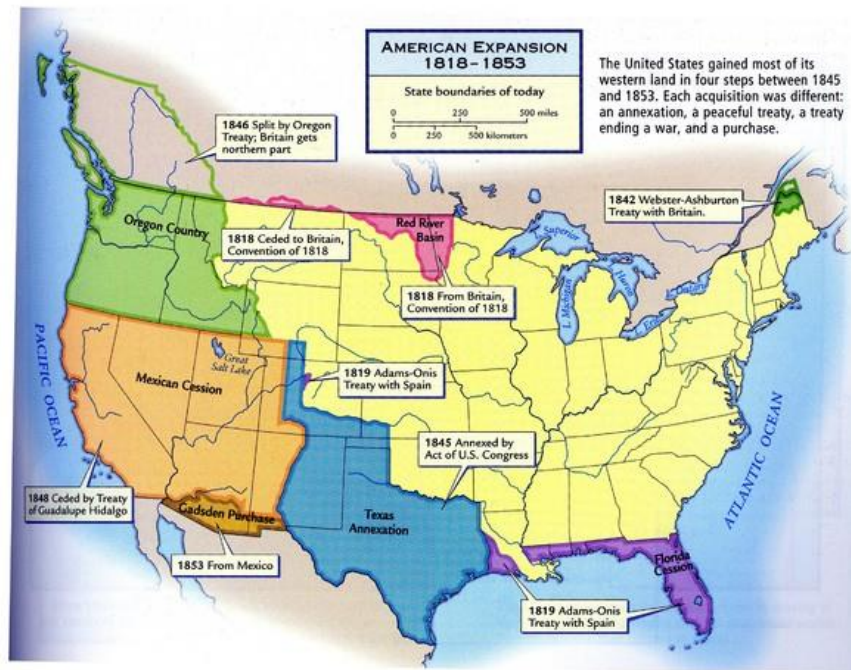 AMERICAN EXPANSION
1818–1853
State boundaries of today
0 250 500 miles
0 250 500 kilometers
The United States gained most of its
western land in four steps between 1845
and 1853. Each acquisition was different:
an annexation, a peaceful treaty, a treaty
ending a war, and a purchase.
1846 Split by Oregon
Treaty; Britain gets
northern part
1842 Webster-Ashburton
Treaty with Britain.
Oregon Country
1818 Ceded to Britain,
Convention of 1818
Red River
Basin
Superior
L. Michigan
Huron
L. Ontario
L. Erie
1818 From Britain,
Convention of 1818
PACIFIC OCEAN
Great
Salt Lake
Mexican Cession
1819 Adams-Onis
Treaty with Spain
1845 Annexed by
Act of U.S. Congress
ATLANTIC OCEAN
1848 Ceded by Treaty
of Guadalupe Hidalgo
Gadsden Purchase
Texas
Annexation
1853 From Mexico
Florida
Cession
1819 Adams-Onis
Treaty with Spain